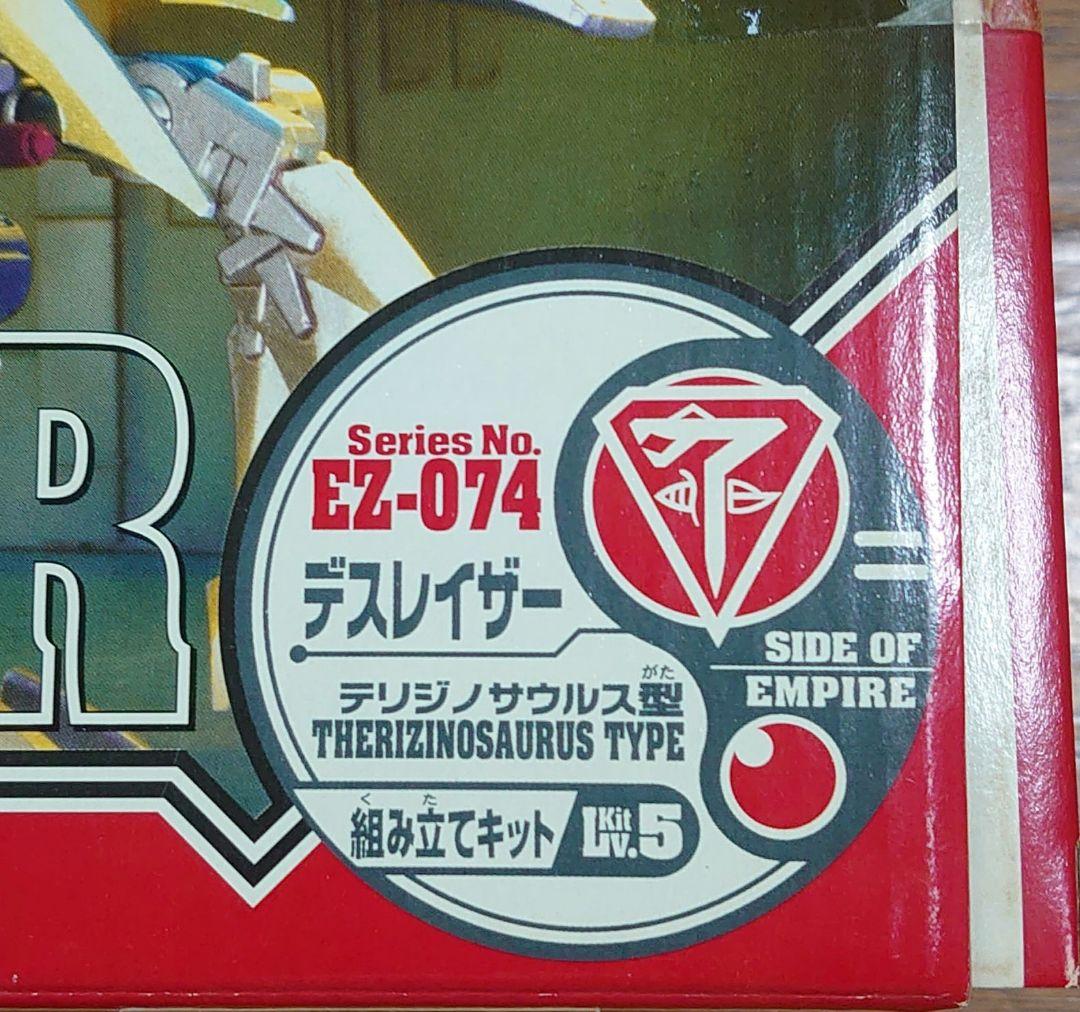 R
Series No.
EZ-074
デスレイザー
がた
テリジノサウルス型
THERIZINOSAURUS TYPE
く た
組み立てキット
Kit Lv.5
SIDE OF
EMPIRE